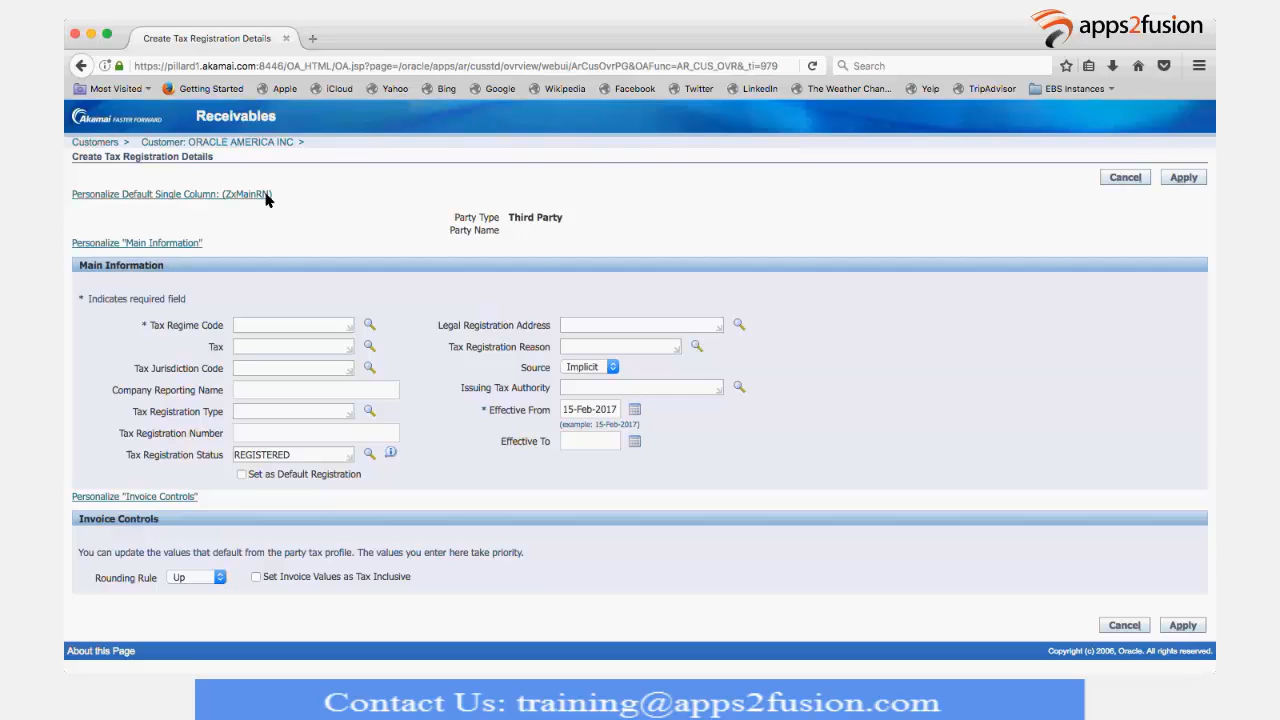 apps2fusion
Create Tax Registration Details
https://pillard1.akamai.com:8446/OA_HTML/OA.jsp?page=/oracle/apps/ar/cusstd/ovrview/webui/ArCusOvrPG&OAFunc=AR_CUS_OVR&_ti=979
Search
Most Visited Getting Started Apple iCloud Yahoo Bing Google Wikipedia Facebook Twitter LinkedIn The Weather Chan... Yelp TripAdvisor EBS Instances
Akamai FASTER FORWARD Receivables
Customers > Customer: ORACLE AMERICA INC >
Create Tax Registration Details
Cancel Apply
Personalize Default Single Column: (ZxMainRN)
Party Type Third Party
Party Name
Personalize "Main Information"
Main Information
* Indicates required field
* Tax Regime Code Legal Registration Address
Tax Tax Registration Reason
Tax Jurisdiction Code Source Implicit
Company Reporting Name Issuing Tax Authority
Tax Registration Type * Effective From 15-Feb-2017
(example: 15-Feb-2017)
Tax Registration Number Effective To
Tax Registration Status REGISTERED
Set as Default Registration
Personalize "Invoice Controls"
Invoice Controls
You can update the values that default from the party tax profile. The values you enter here take priority.
Rounding Rule Up Set Invoice Values as Tax Inclusive
Cancel Apply
About this Page Copyright (c) 2006, Oracle. All rights reserved.
Contact Us: training@apps2fusion.com